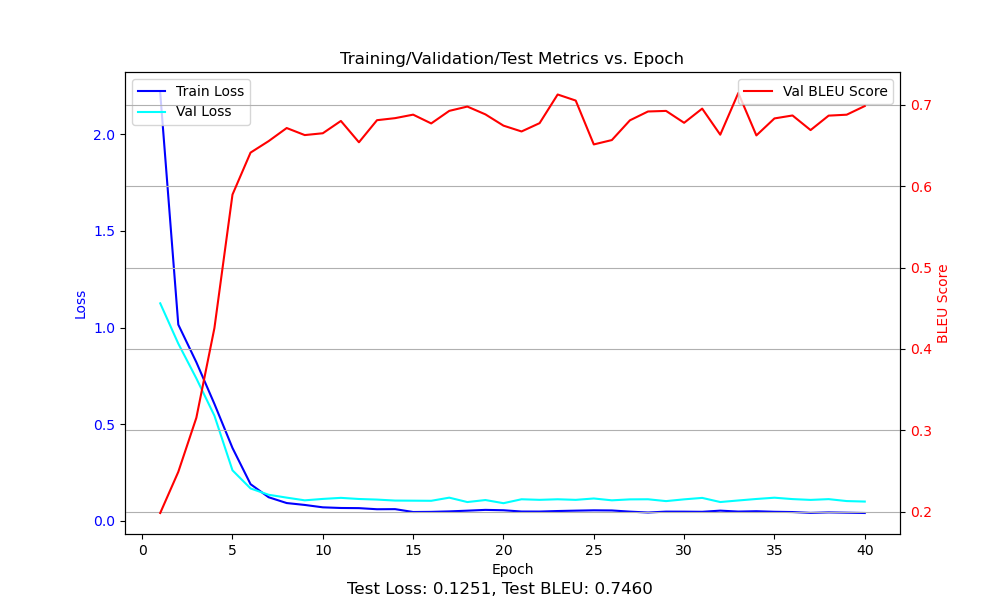 Training/Validation/Test Metrics vs. Epoch
Train Loss
Val Loss
Val BLEU Score
2.0
1.5
1.0
0.5
0.0
Loss
0.7
0.6
0.5
0.4
0.3
0.2
BLEU Score
0 5 10 15 20 25 30 35 40
Epoch
Test Loss: 0.1251, Test BLEU: 0.7460